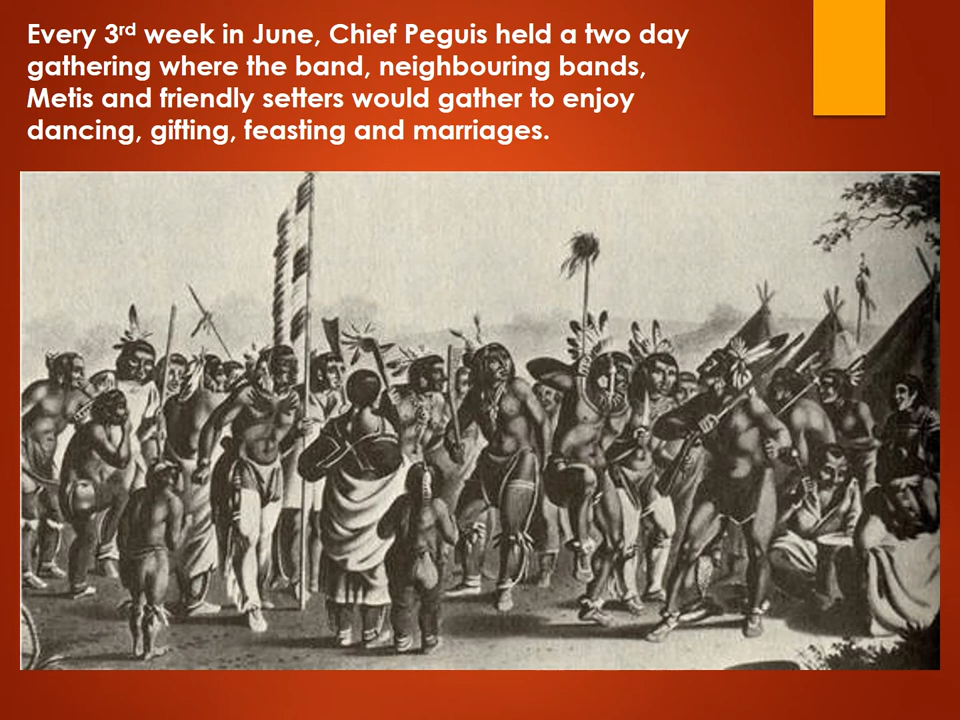 Every 3rd week in June, Chief Peguis held a two day
gathering where the band, neighbouring bands,
Metis and friendly setters would gather to enjoy
dancing, gifting, feasting and marriages.